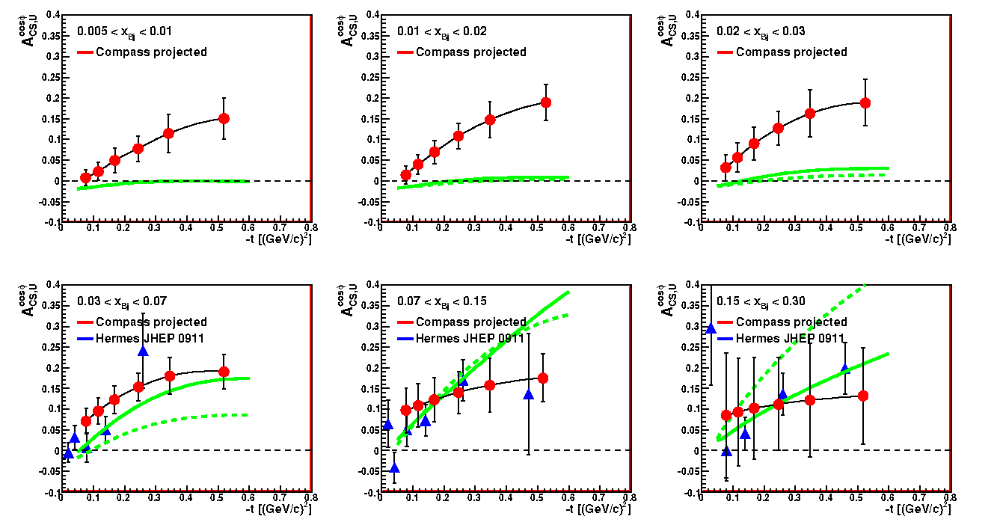 A^{cosϕ}_{CS,U}
0.005 < x_{Bj} < 0.01
Compass projected
0.4
0.35
0.3
0.25
0.2
0.15
0.1
0.05
0
-0.05
-0.1
0 0.1 0.2 0.3 0.4 0.5 0.6 0.7 0.8
-t [(GeV/c)²]
A^{cosϕ}_{CS,U}
0.01 < x_{Bj} < 0.02
Compass projected
0.4
0.35
0.3
0.25
0.2
0.15
0.1
0.05
0
-0.05
-0.1
0 0.1 0.2 0.3 0.4 0.5 0.6 0.7 0.8
-t [(GeV/c)²]
A^{cosϕ}_{CS,U}
0.02 < x_{Bj} < 0.03
Compass projected
0.4
0.35
0.3
0.25
0.2
0.15
0.1
0.05
0
-0.05
-0.1
0 0.1 0.2 0.3 0.4 0.5 0.6 0.7 0.8
-t [(GeV/c)²]
A^{cosϕ}_{CS,U}
0.03 < x_{Bj} < 0.07
Compass projected
Hermes JHEP 0911
0.4
0.35
0.3
0.25
0.2
0.15
0.1
0.05
0
-0.05
-0.1
0 0.1 0.2 0.3 0.4 0.5 0.6 0.7 0.8
-t [(GeV/c)²]
A^{cosϕ}_{CS,U}
0.07 < x_{Bj} < 0.15
Compass projected
Hermes JHEP 0911
0.4
0.35
0.3
0.25
0.2
0.15
0.1
0.05
0
-0.05
-0.1
0 0.1 0.2 0.3 0.4 0.5 0.6 0.7 0.8
-t [(GeV/c)²]
A^{cosϕ}_{CS,U}
0.15 < x_{Bj} < 0.30
Compass projected
Hermes JHEP 0911
0.4
0.35
0.3
0.25
0.2
0.15
0.1
0.05
0
-0.05
-0.1
0 0.1 0.2 0.3 0.4 0.5 0.6 0.7 0.8
-t [(GeV/c)²]